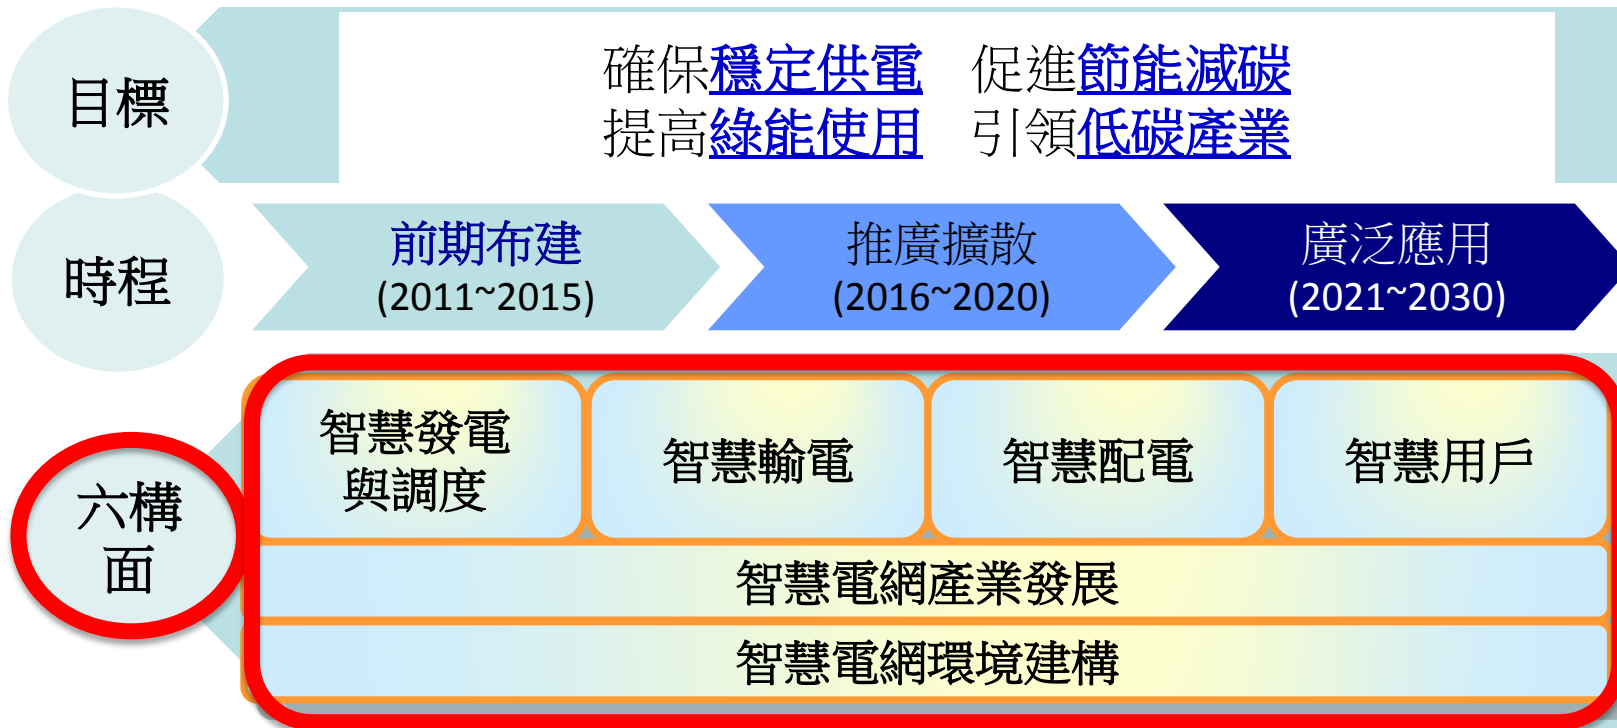 目標
確保穩定供電 促進節能減碳
提高綠能使用 引領低碳產業
時程
前期布建
(2011~2015)
推廣擴散
(2016~2020)
廣泛應用
(2021~2030)
六構
面
智慧發電
與調度
智慧輸電
智慧配電
智慧用戶
智慧電網產業發展
智慧電網環境建構